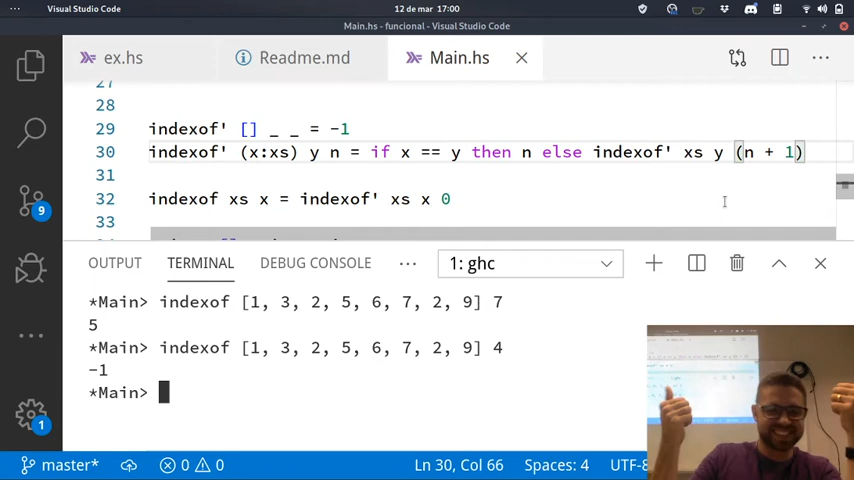 Visual Studio Code
12 de mar 17:00
Main.hs - funcional - Visual Studio Code
ex.hs
Readme.md
Main.hs
27
28
29 indexof' [] _ _ = -1
30 indexof' (x:xs) y n = if x == y then n else indexof' xs y (n + 1)
31
32 indexof xs x = indexof' xs x 0
33
OUTPUT TERMINAL DEBUG CONSOLE ··· 1: ghc
*Main> indexof [1, 3, 2, 5, 6, 7, 2, 9] 7
5
*Main> indexof [1, 3, 2, 5, 6, 7, 2, 9] 4
-1
*Main>
9
1
master* 0 0 Ln 30, Col 66 Spaces: 4 UTF-8